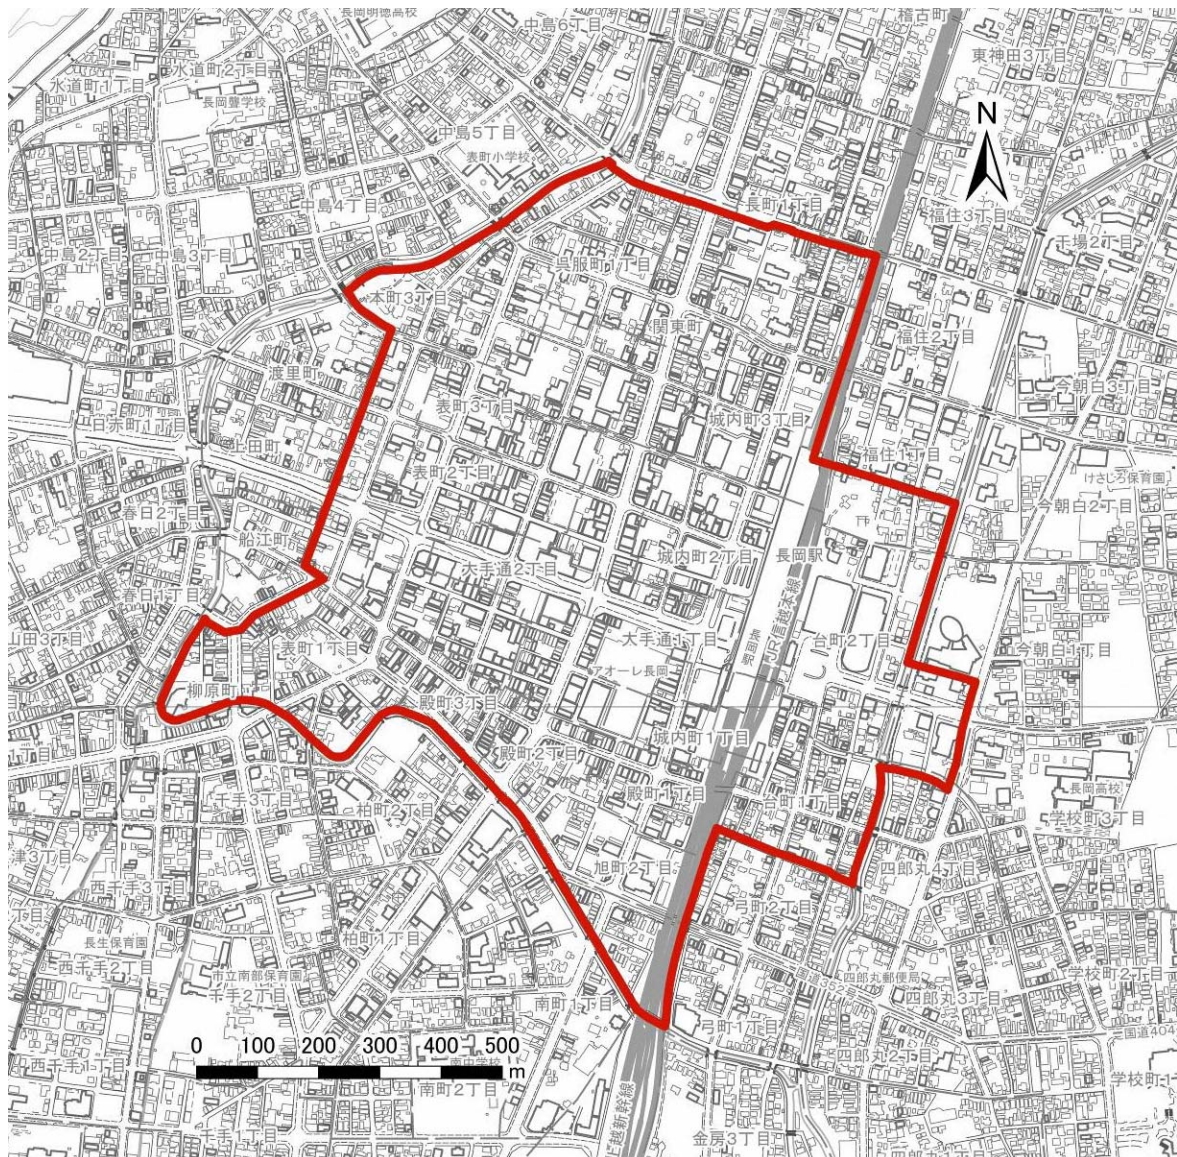 長岡明徳高校
中島6丁目
稽古町
東神田3丁目
水道町2丁目
水道町1丁目
長岡聾学校
N
中島5丁目
表町小学校
中島4丁目
長町1丁目
福住3丁目
干場2丁目
中島2丁目
島3丁目
呉服町1丁目
本町3丁目
関東町
福住2丁目
渡里町
今朝白3丁目
表町3丁目
城内町3丁目
日赤町1丁目
上田町
福住1丁目
表町2丁目
けさじろ保育園
今朝白2丁目
春日2丁目
船江町
城内町2丁目
長岡駅
大手通2丁目
春日1丁目
山田3丁目
大手通1丁目
台町2丁目
JR信越本線
表町1丁目
アオーレ長岡
今朝白1丁目
柳原町
殿町3丁目
城内町1丁目
殿町2丁目
殿町1丁目
台町1丁目
長岡高校
千手3丁目
柏町2丁目
学校町3丁目
津3丁目
旭町2丁目
四郎丸4丁目
西千手3丁目
弓町2丁目
柏町1丁目
長生保育園
西千手2丁目
市立南部保育園
四郎丸郵便局
学校町2丁目
千手2丁目
南町1丁目
四郎丸3丁目
弓町1丁目
国道404
0 100 200 300 400 500
m
西千手1丁目
南中学校
四郎丸2丁目
南町2丁
上越新幹線
学校町1
千手1丁目
金房3丁目
四郎丸1丁目